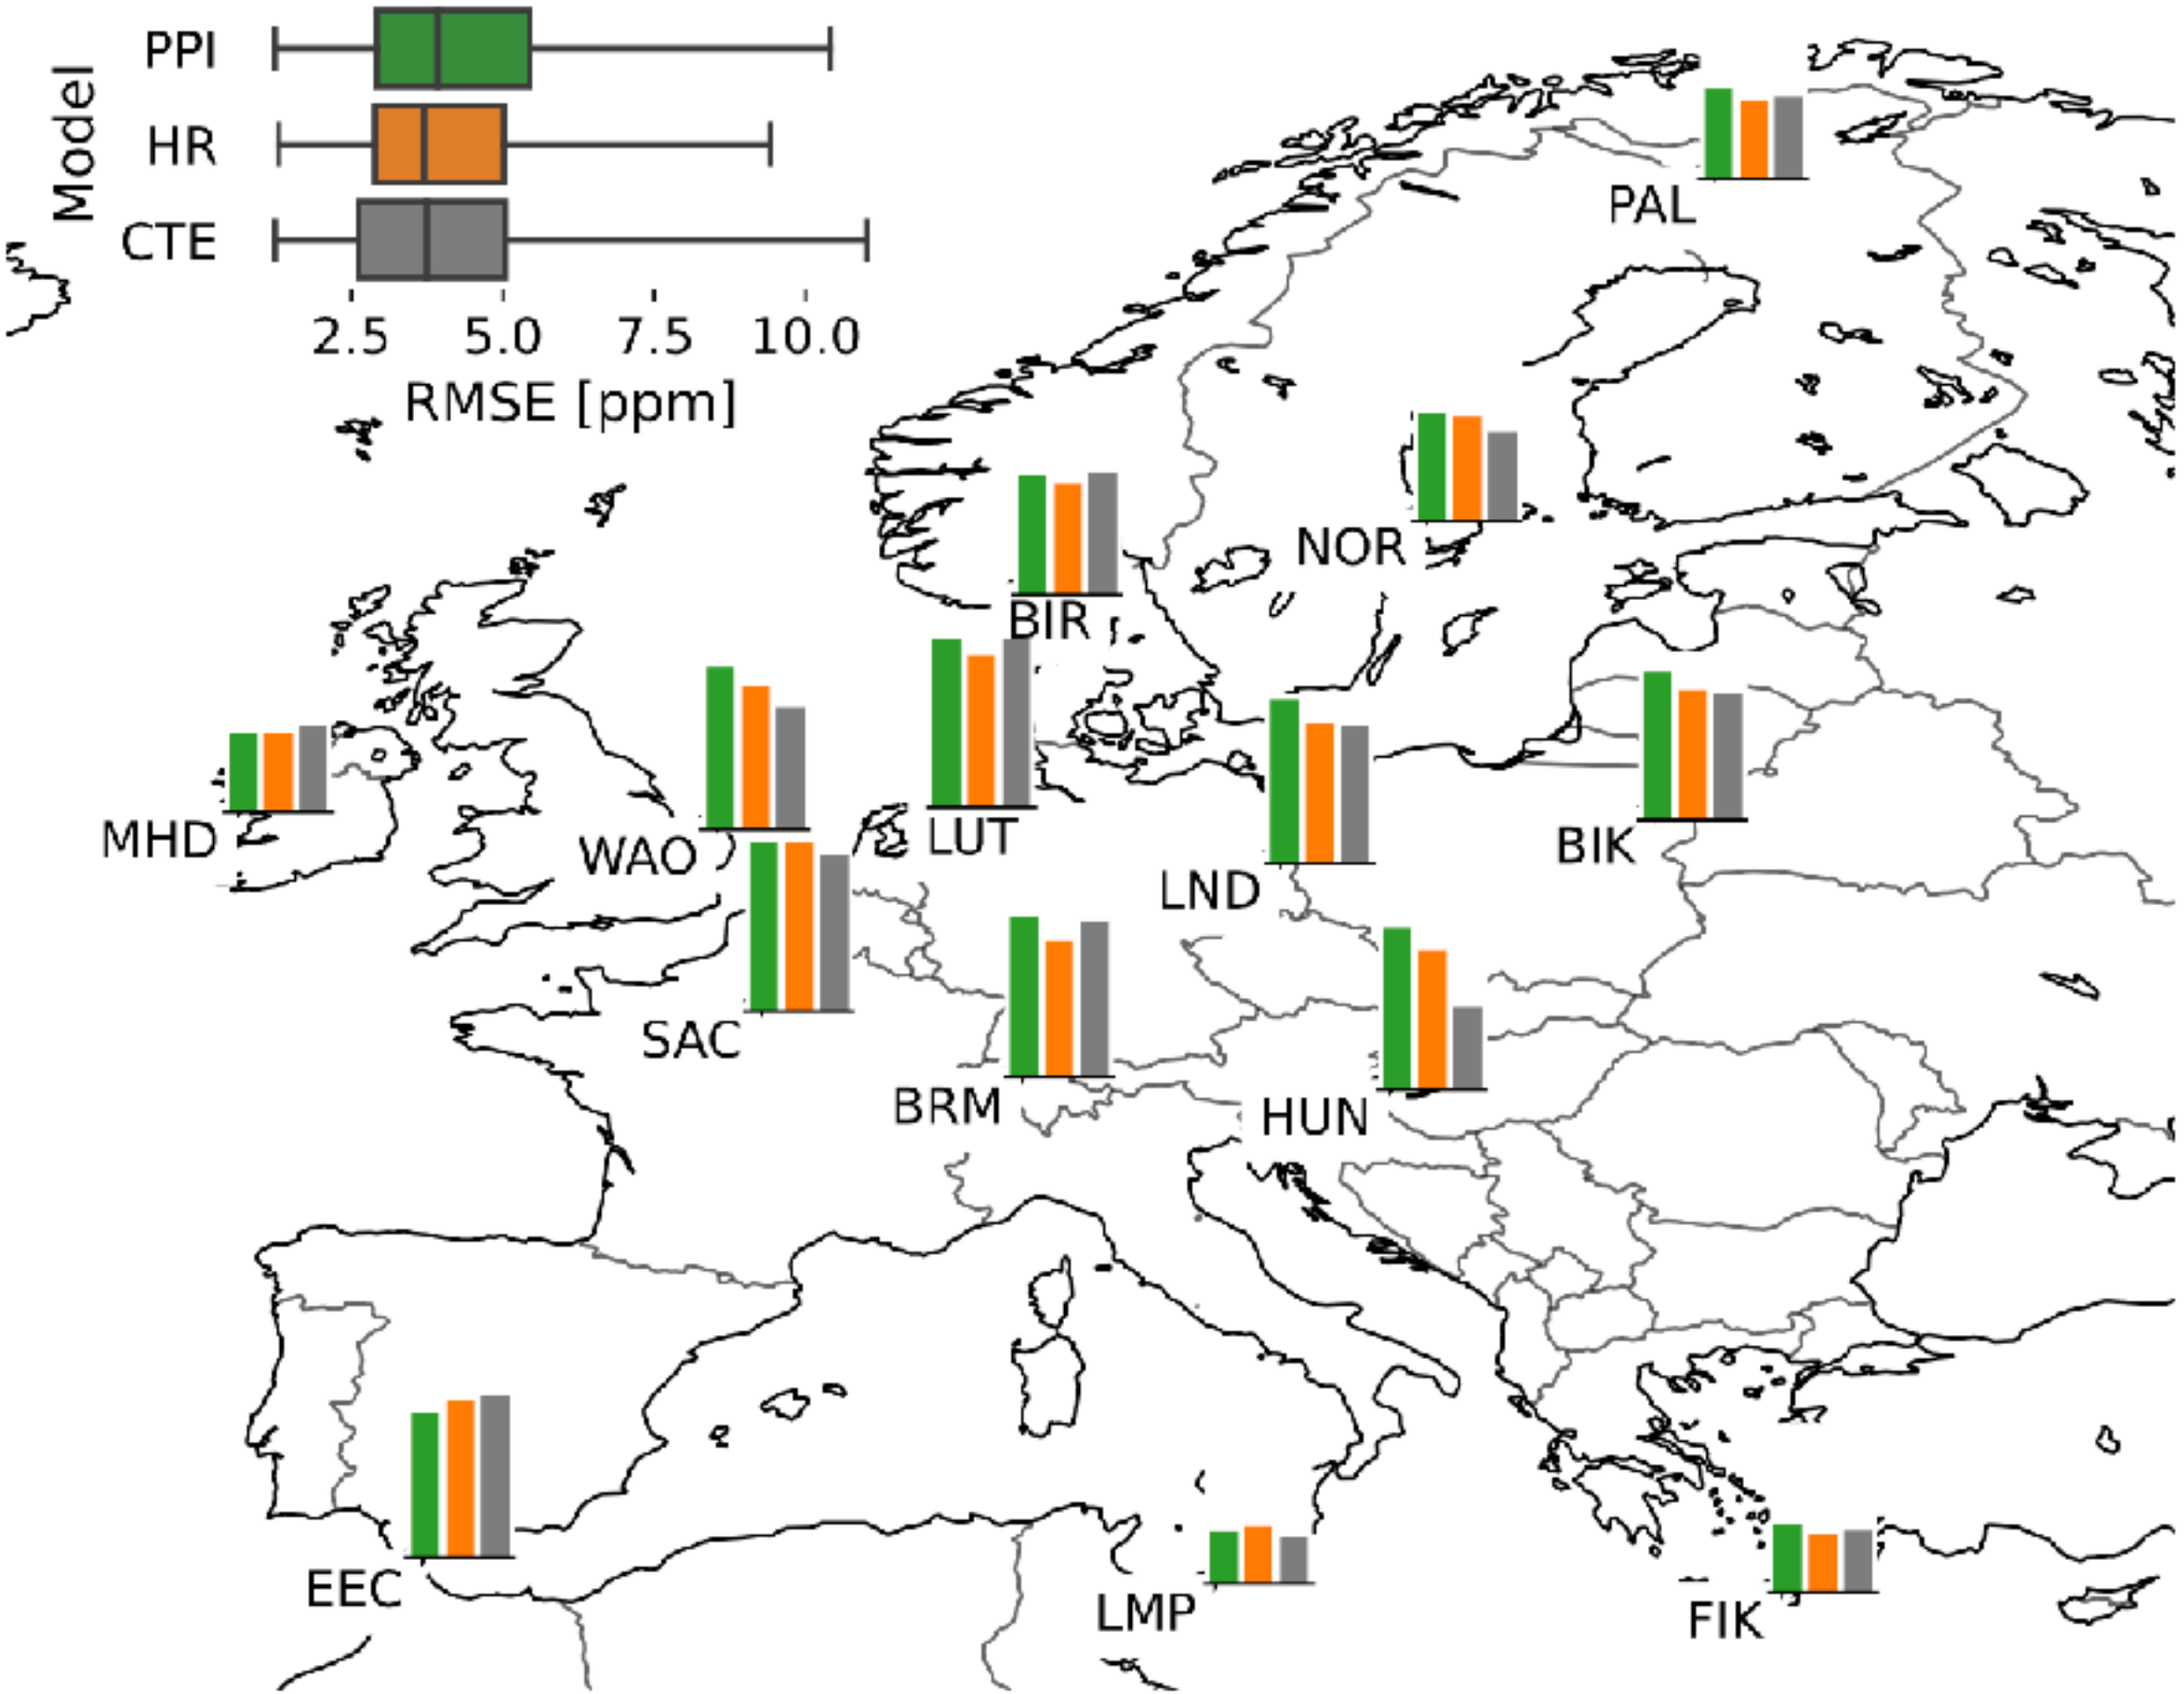 Model
PPI
HR
CTE
2.5 5.0 7.5 10.0
RMSE [ppm]
PAL
NOR
BIR
MHD
WAO
LUT
LND
BIK
SAC
BRM
HUN
EEC
LMP
FIK